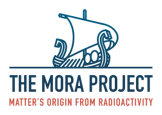 THE MORA PROJECT
MATTER'S ORIGIN FROM RADIOACTIVITY